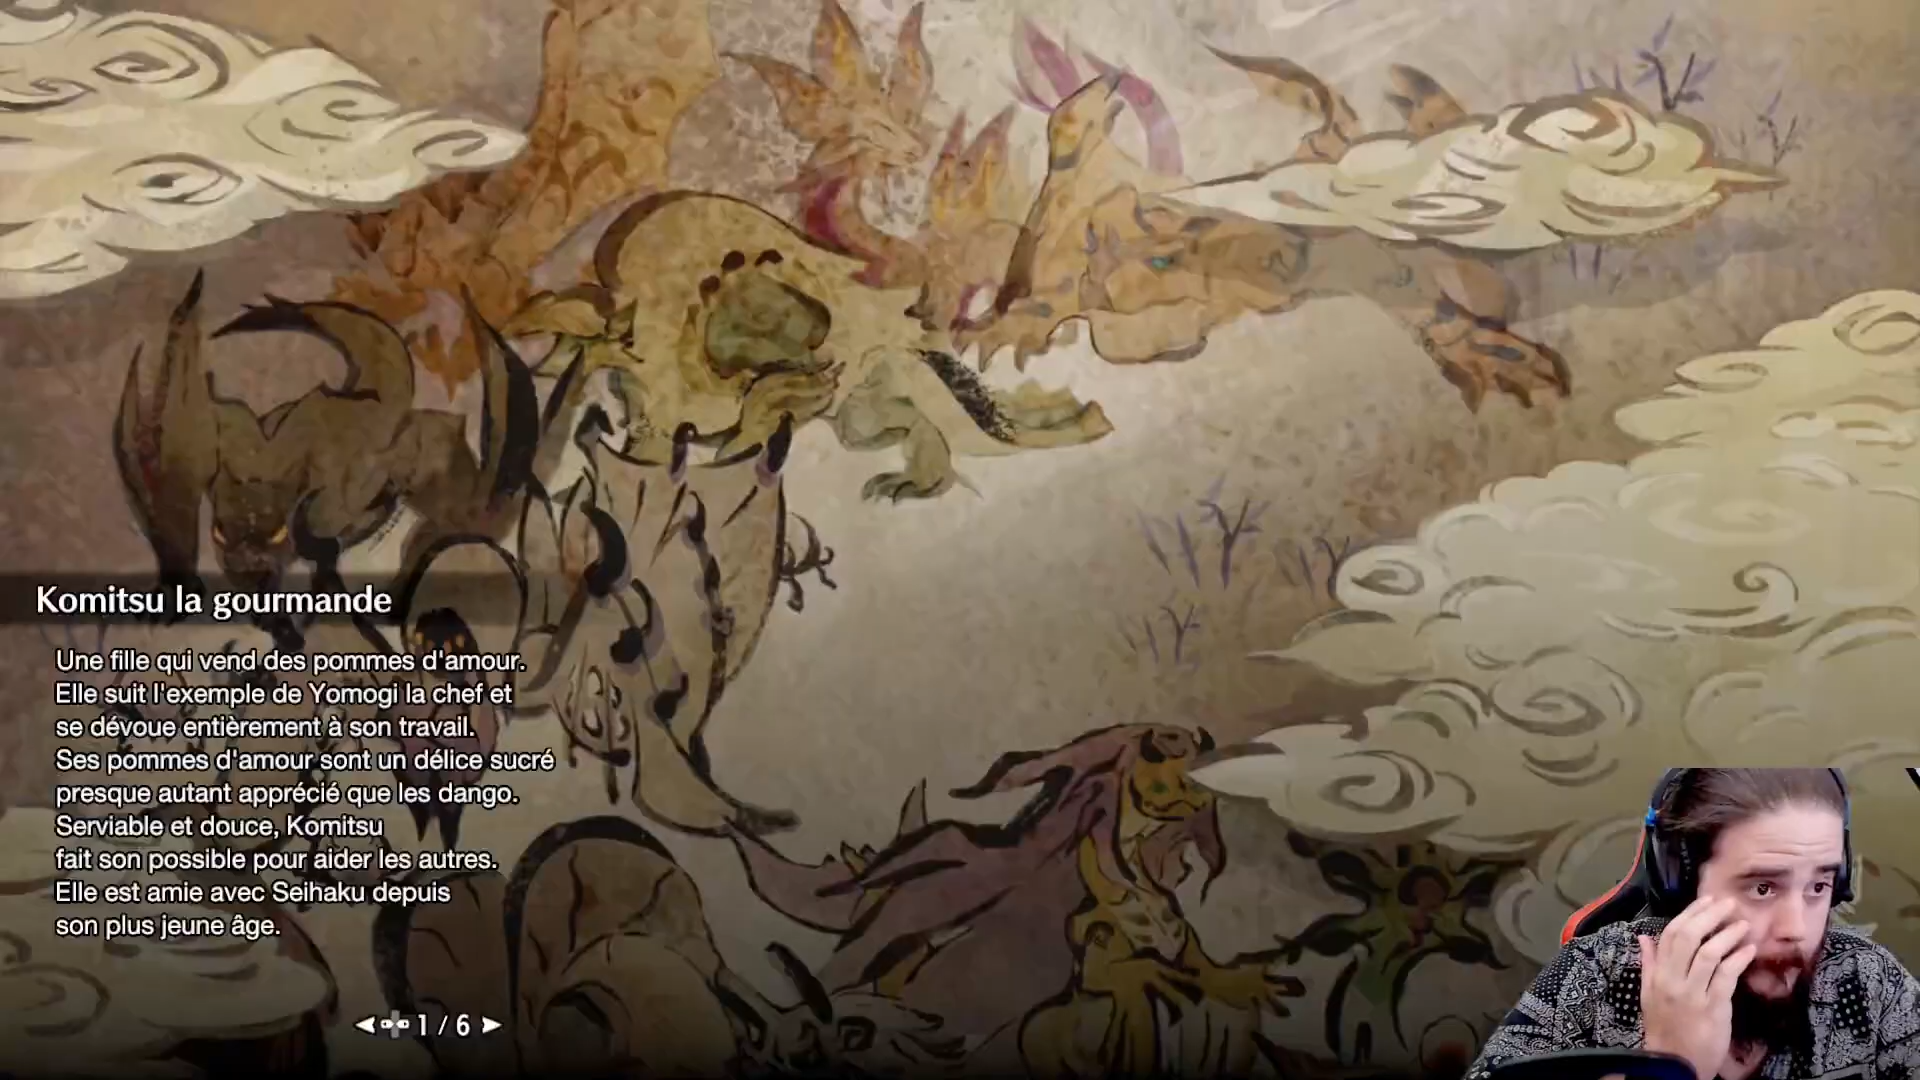 Komitsu la gourmande
Une fille qui vend des pommes d'amour.
Elle suit l'exemple de Yomogi la chef et
se dévoue entièrement à son travail.
Ses pommes d'amour sont un délice sucré
presque autant apprécié que les dango.
Serviable et douce, Komitsu
fait son possible pour aider les autres.
Elle est amie avec Seihaku depuis
son plus jeune âge.
1 / 6